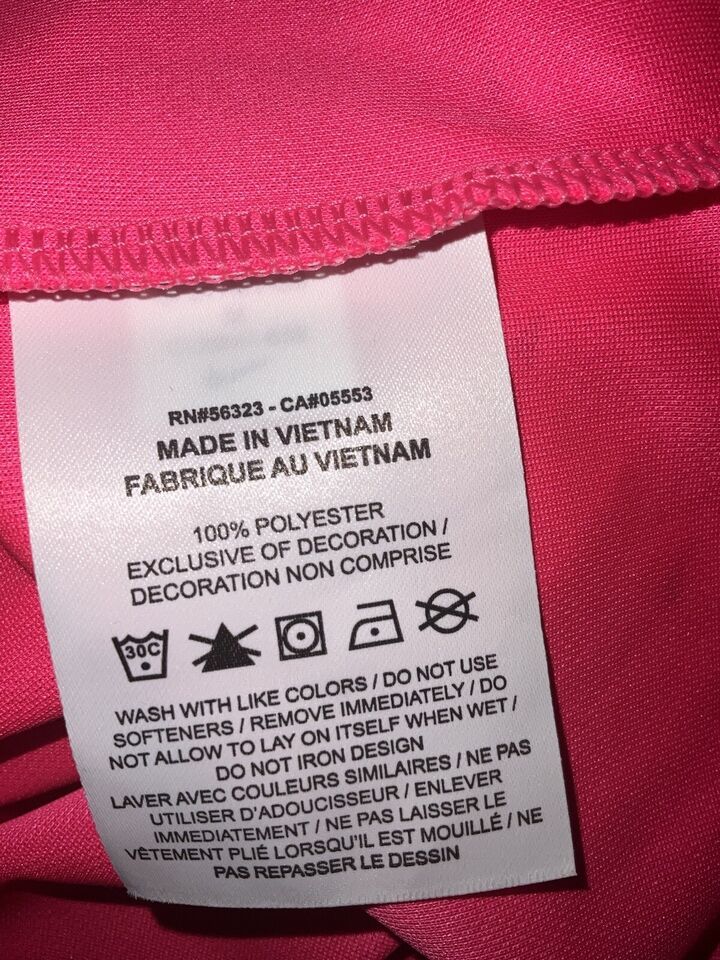 RN#56323 - CA#05553
MADE IN VIETNAM
FABRIQUE AU VIETNAM
100% POLYESTER
EXCLUSIVE OF DECORATION /
DECORATION NON COMPRISE
30C
WASH WITH LIKE COLORS / DO NOT USE
SOFTENERS / REMOVE IMMEDIATELY / DO
NOT ALLOW TO LAY ON ITSELF WHEN WET /
DO NOT IRON DESIGN
LAVER AVEC COULEURS SIMILAIRES / NE PAS
UTILISER D'ADOUCISSEUR / ENLEVER
IMMEDIATEMENT / NE PAS LAISSER LE
VÊTEMENT PLIÉ LORSQU'IL EST MOUILLÉ / NE
PAS REPASSER LE DESSIN